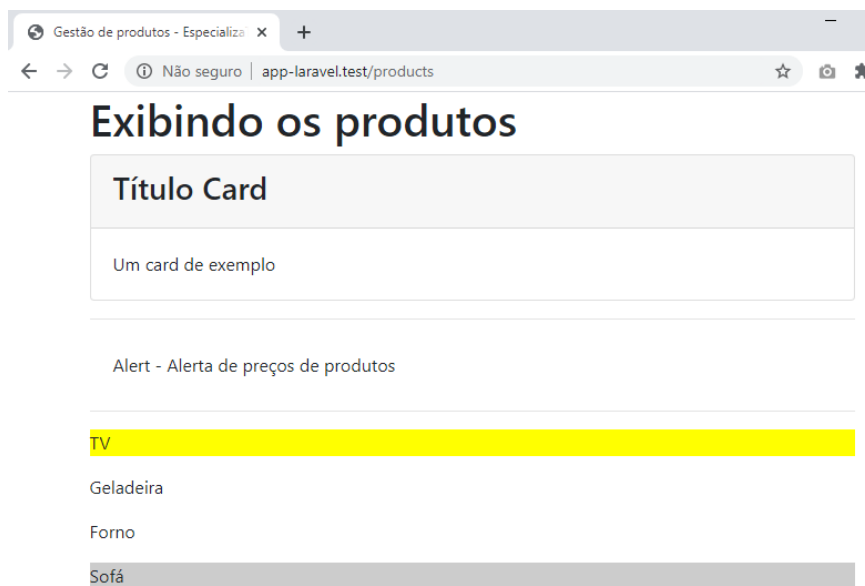 Gestão de produtos - Especializa
Não seguro | app-laravel.test/products
Exibindo os produtos
Título Card
Um card de exemplo
Alert - Alerta de preços de produtos
TV
Geladeira
Forno
Sofá